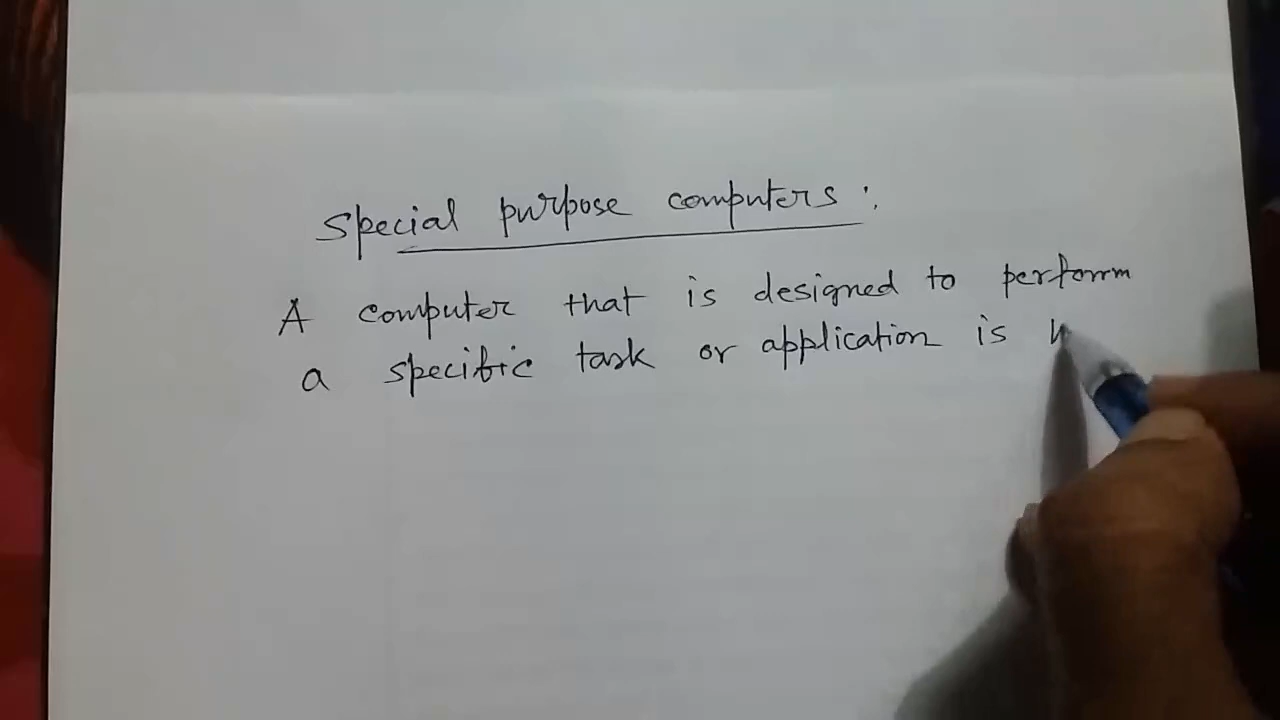 Special purpose computers :
A computer that is designed to perform
a specific task or application is